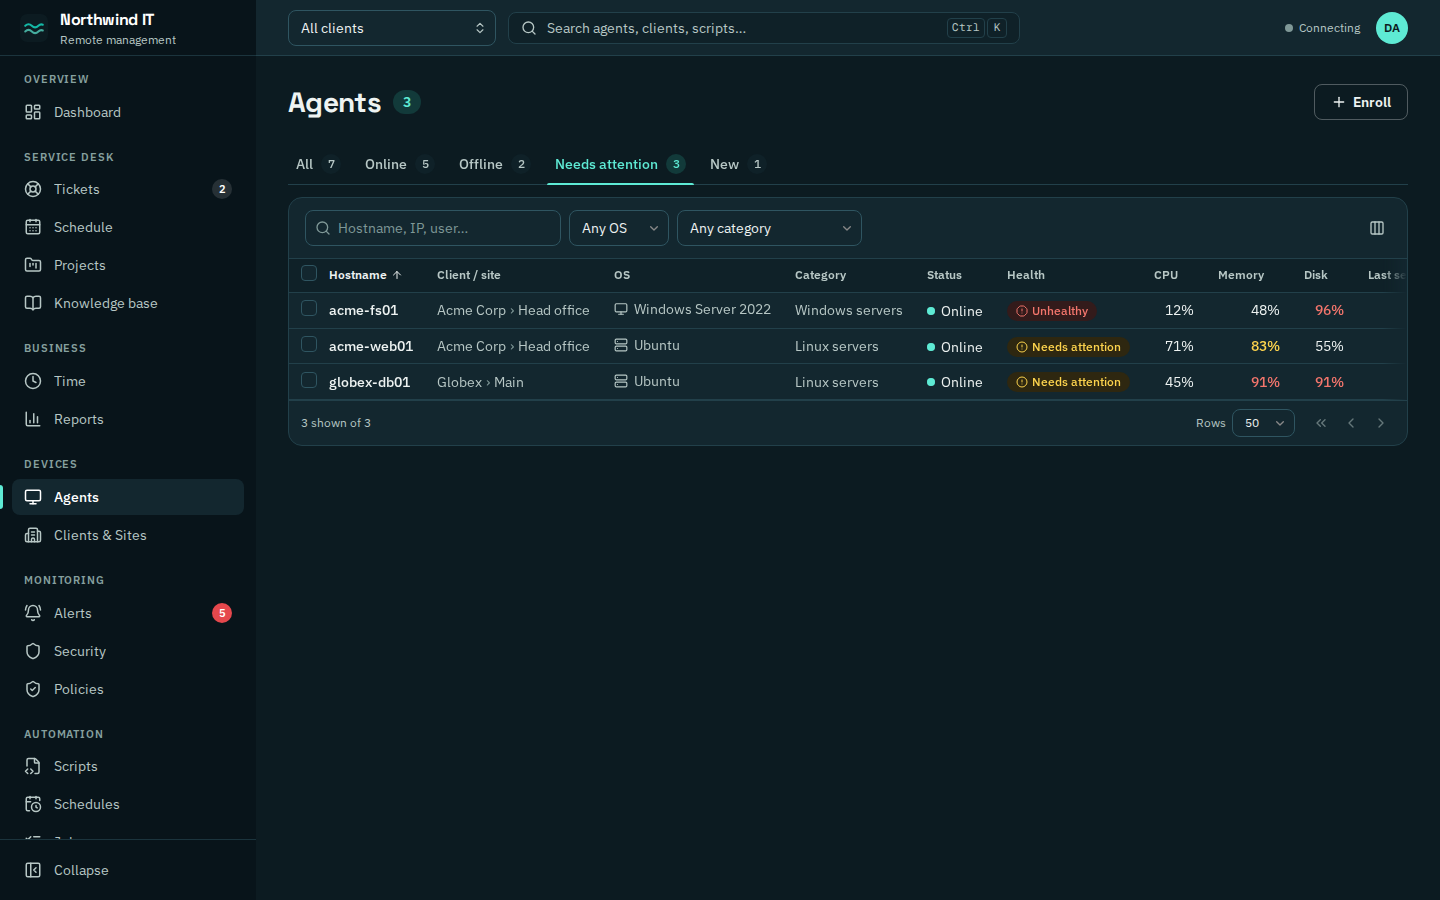 Northwind IT
Remote management
All clients
Search agents, clients, scripts...
Ctrl K
Connecting
DA
OVERVIEW
Dashboard
SERVICE DESK
Tickets 2
Schedule
Projects
Knowledge base
BUSINESS
Time
Reports
DEVICES
Agents
Clients & Sites
MONITORING
Alerts 5
Security
Policies
AUTOMATION
Scripts
Schedules
Collapse
Agents 3
Enroll
All 7 Online 5 Offline 2 Needs attention 3 New 1
Hostname, IP, user... Any OS Any category
Hostname Client / site OS Category Status Health CPU Memory Disk Last
acme-fs01 Acme Corp › Head office Windows Server 2022 Windows servers Online Unhealthy 12% 48% 96%
acme-web01 Acme Corp › Head office Ubuntu Linux servers Online Needs attention 71% 83% 55%
globex-db01 Globex › Main Ubuntu Linux servers Online Needs attention 45% 91% 91%
3 shown of 3 Rows 50